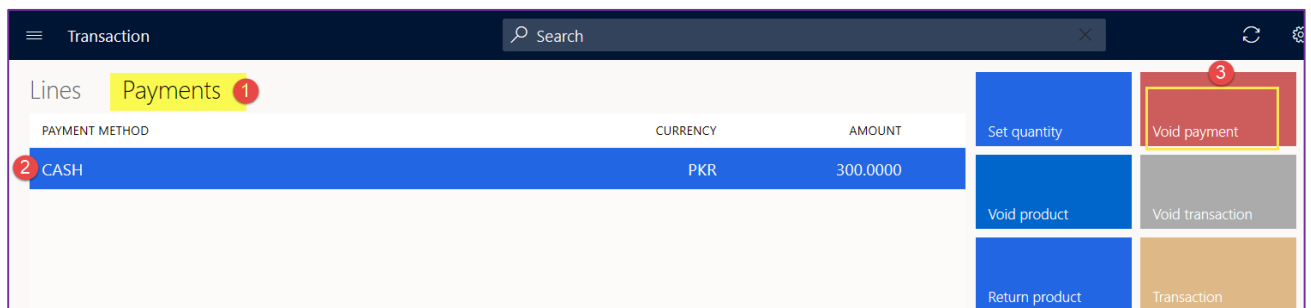 Transaction
Search
3
Lines Payments 1
PAYMENT METHOD CURRENCY AMOUNT
Set quantity Void payment
2 CASH PKR 300.0000
Void product Void transaction
Return product Transaction